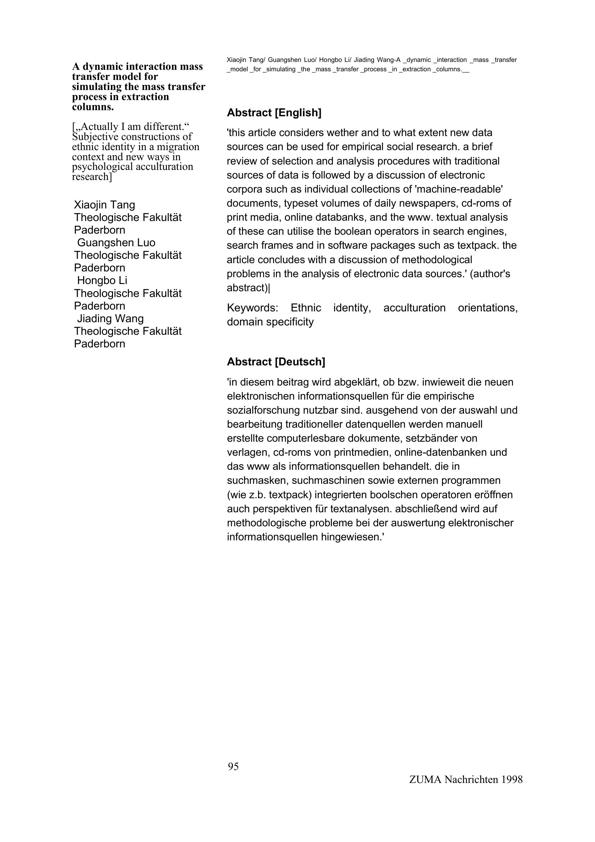 A dynamic interaction mass
transfer model for
simulating the mass transfer
process in extraction
columns.
[„Actually I am different.“
Subjective constructions of
ethnic identity in a migration
context and new ways in
psychological acculturation
research]
Xiaojin Tang
Theologische Fakultät
Paderborn
Guangshen Luo
Theologische Fakultät
Paderborn
Hongbo Li
Theologische Fakultät
Paderborn
Jiading Wang
Theologische Fakultät
Paderborn
Xiaojin Tang/ Guangshen Luo/ Hongbo Li/ Jiading Wang-A _dynamic _interaction _mass _transfer
_model _for _simulating _the _mass _transfer _process _in _extraction _columns.__
Abstract [English]
'this article considers wether and to what extent new data
sources can be used for empirical social research. a brief
review of selection and analysis procedures with traditional
sources of data is followed by a discussion of electronic
corpora such as individual collections of 'machine-readable'
documents, typeset volumes of daily newspapers, cd-roms of
print media, online databanks, and the www. textual analysis
of these can utilise the boolean operators in search engines,
search frames and in software packages such as textpack. the
article concludes with a discussion of methodological
problems in the analysis of electronic data sources.' (author's
abstract)|
Keywords: Ethnic identity, acculturation orientations,
domain specificity
Abstract [Deutsch]
'in diesem beitrag wird abgeklärt, ob bzw. inwieweit die neuen
elektronischen informationsquellen für die empirische
sozialforschung nutzbar sind. ausgehend von der auswahl und
bearbeitung traditioneller datenquellen werden manuell
erstellte computerlesbare dokumente, setzbänder von
verlagen, cd-roms von printmedien, online-datenbanken und
das www als informationsquellen behandelt. die in
suchmasken, suchmaschinen sowie externen programmen
(wie z.b. textpack) integrierten boolschen operatoren eröffnen
auch perspektiven für textanalysen. abschließend wird auf
methodologische probleme bei der auswertung elektronischer
informationsquellen hingewiesen.'
95
ZUMA Nachrichten 1998